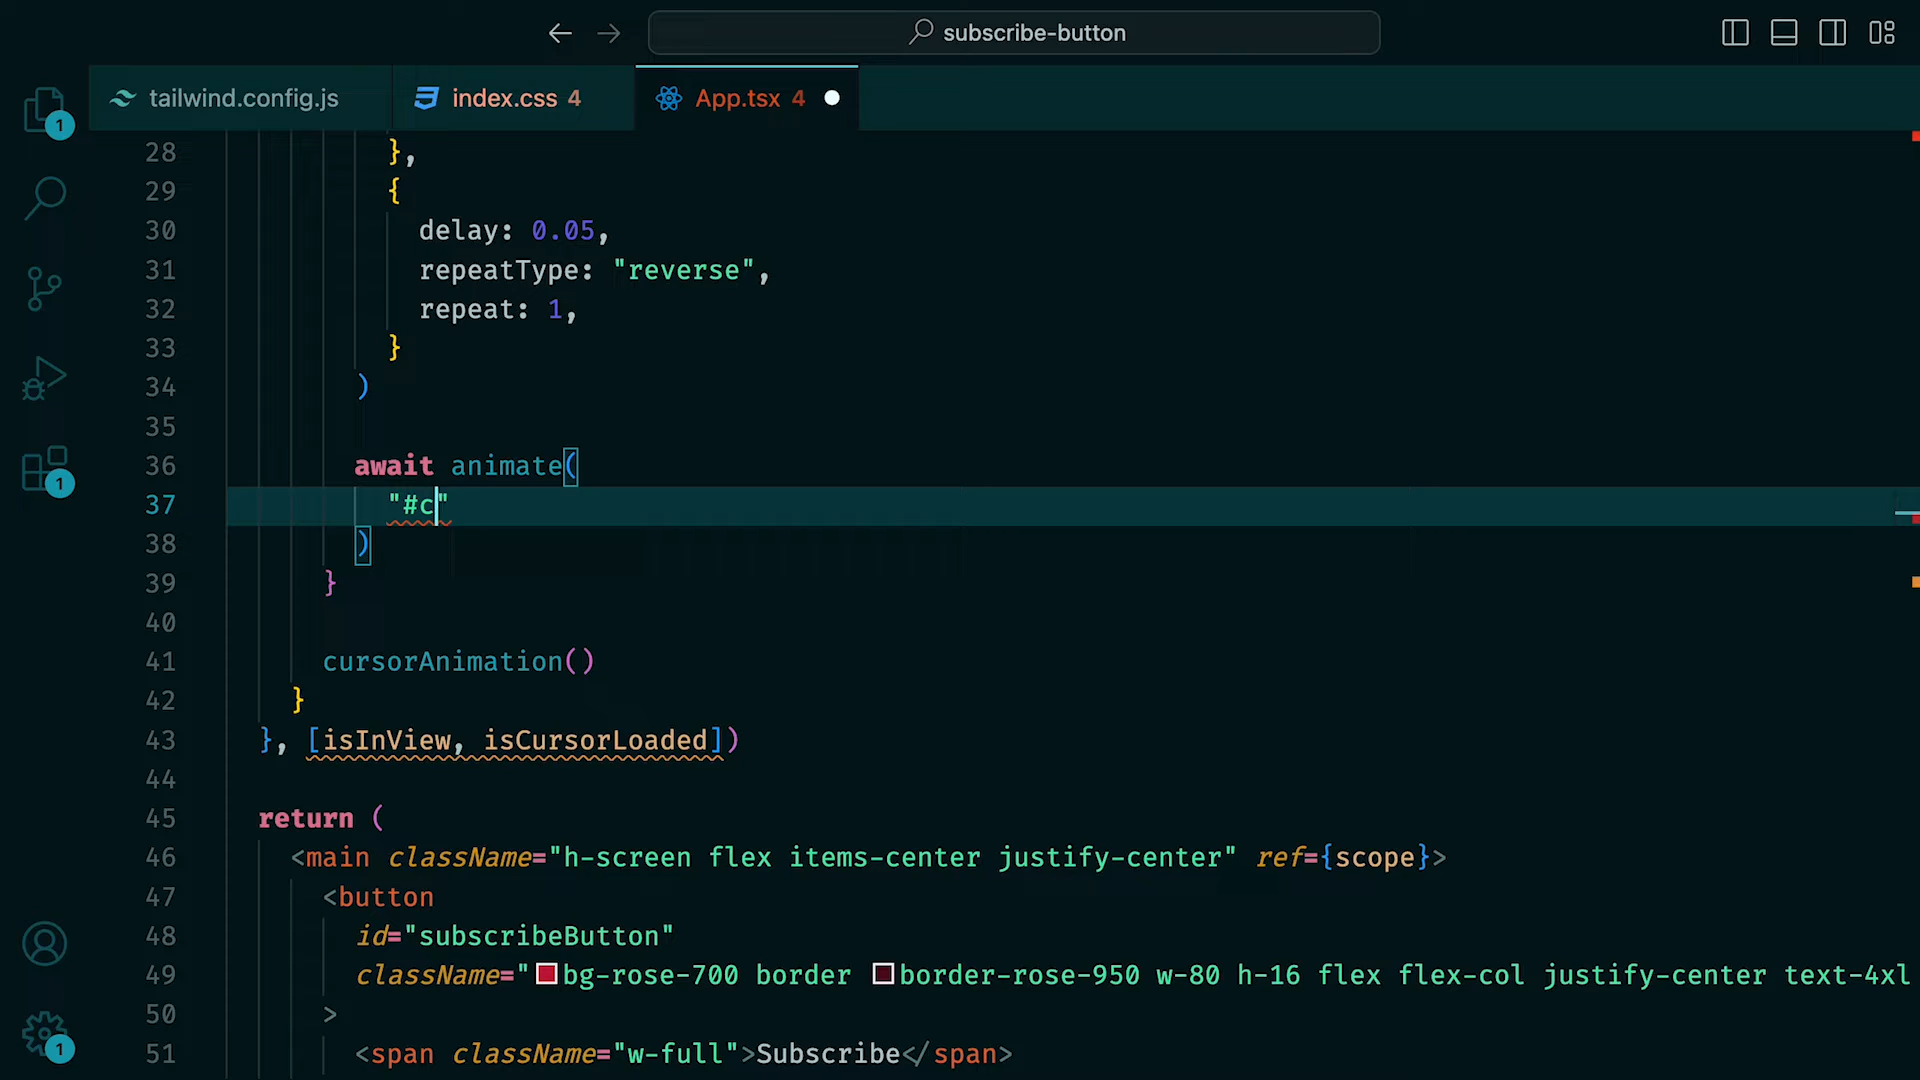 subscribe-button
tailwind.config.js
index.css 4
App.tsx 4
1
1
1
28 },
29 {
30 delay: 0.05,
31 repeatType: "reverse",
32 repeat: 1,
33 }
34 )
35
36 await animate(
37 "#c"
38 )
39 }
40
41 cursorAnimation()
42 }
43 }, [isInView, isCursorLoaded])
44
45 return (
46 <main className="h-screen flex items-center justify-center" ref={scope}>
47 <button
48 id="subscribeButton"
49 className="bg-rose-700 border border-rose-950 w-80 h-16 flex flex-col justify-center text-4xl
50 >
51 <span className="w-full">Subscribe</span>